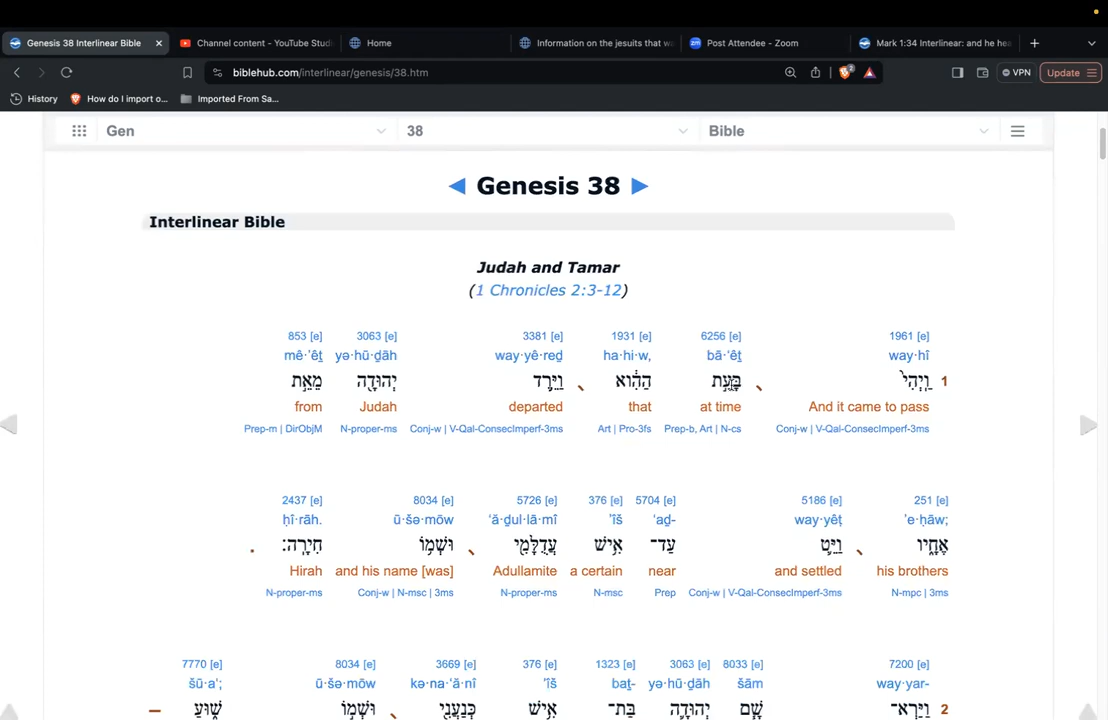 Genesis 38 Interlinear Bible
Channel content - YouTube Stud
Home
Information on the jesuits that w
Post Attendee - Zoom
Mark 1:34 Interlinear: and he hea
biblehub.com/interlinear/genesis/38.htm
2
VPN
Update
History
How do I import o...
Imported From Sa...
Gen
38
Bible
Genesis 38
Interlinear Bible
Judah and Tamar
(1 Chronicles 2:3-12)
1961 [e] 6256 [e] 1931 [e] 3381 [e] 3063 [e] 853 [e]
way·hî bā·‘êṯ ha·hi·w, way·yê·reḏ yə·hū·ḏāh mê·’êṯ
1 וַֽיְהִי֙ בָּעֵ֣ת הַהִ֔וא 、 וַיֵּ֥רֶד יְהוּדָ֖ה מֵאֵ֣ת
And it came to pass at time that departed Judah from
Conj-w | V-Qal-ConsecImperf-3ms Prep-b, Art | N-cs Art | Pro-3fs Conj-w | V-Qal-ConsecImperf-3ms N-proper-ms Prep-m | DirObjM
251 [e] 5186 [e] 5704 [e] 376 [e] 5726 [e] 8034 [e] 2437 [e]
’e·ḥāw; way·yêṭ ‘aḏ- ’îš ‘ă·ḏul·lā·mî ū·šə·mōw ḥî·rāh.
אֶחָ֑יו 、 וַיֵּ֛ט עַד־ אִ֥ישׁ עֲדֻלָּמִ֖י 、 וּשְׁמ֥וֹ חִירָֽה׃ .
his brothers and settled near a certain Adullamite and his name [was] Hirah
N-mpc | 3ms Conj-w | V-Qal-ConsecImperf-3ms Prep N-msc N-proper-ms Conj-w | N-msc | 3ms N-proper-ms
7200 [e] 8033 [e] 3063 [e] 1323 [e] 376 [e] 3669 [e] 8034 [e] 7770 [e]
way·yar- šām yə·hū·ḏāh baṯ- ’îš kə·na·‘ă·nî ū·šə·mōw šū·a‘;
2 וַיַּרְא־ שָׁ֧ם יְהוּדָ֛ה בַּת־ אִ֥ישׁ כְּנַעֲנִ֖י 、 וּשְׁמ֣וֹ שׁ֑וּעַ –